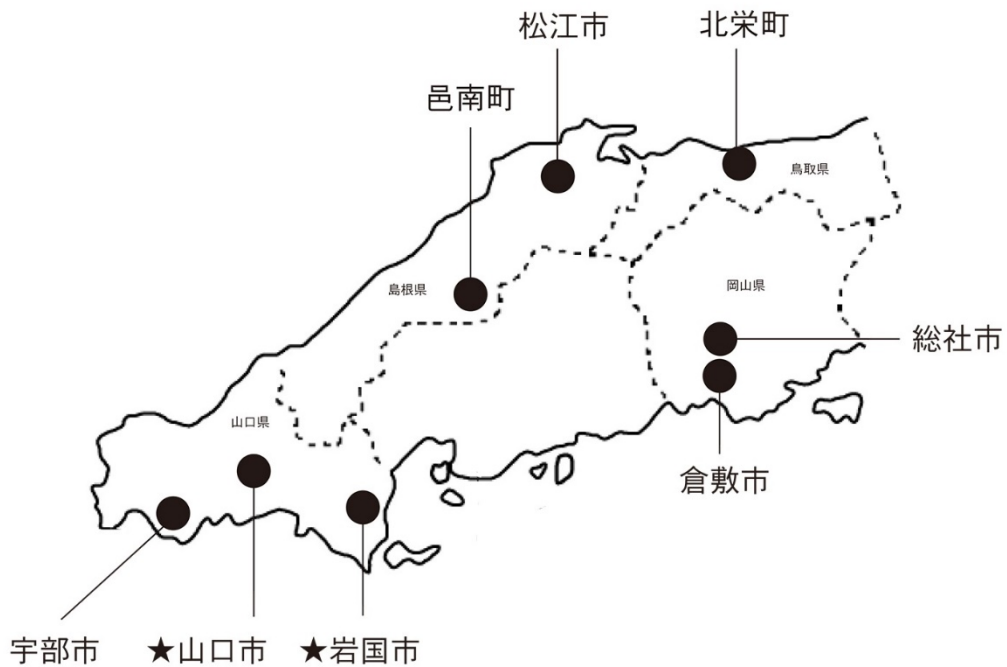 松江市
北栄町
邑南町
鳥取県
島根県
岡山県
総社市
山口県
倉敷市
宇部市
★山口市
★岩国市